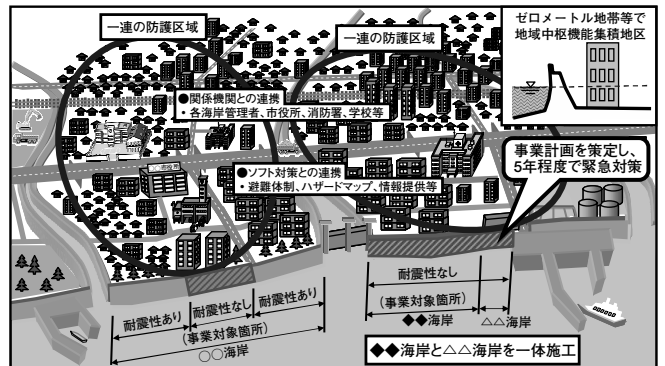 一連の防護区域
一連の防護区域
ゼロメートル地帯等で
地域中枢機能集積地区
●関係機関との連携
・各海岸管理者、市役所、消防署、学校等
事業計画を策定し、
5年程度で緊急対策
●ソフト対策との連携
・避難体制、ハザードマップ、情報提供等
市役所
耐震性なし
(事業対象箇所)
◆◆海岸
△△海岸
耐震性あり
耐震性なし
耐震性あり
(事業対象箇所)
○○海岸
◆◆海岸と△△海岸を一体施工